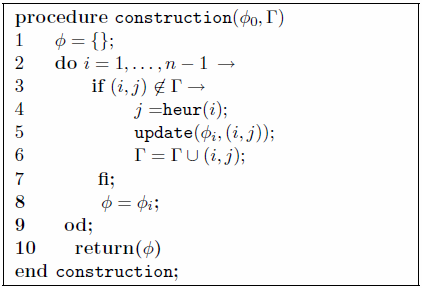 procedure construction(ϕ₀,Γ)
1 ϕ = {};
2 do i = 1,...,n − 1 →
3 if (i,j) ∉ Γ →
4 j =heur(i);
5 update(ϕᵢ,(i,j));
6 Γ = Γ ∪ (i,j);
7 fi;
8 ϕ = ϕᵢ;
9 od;
10 return(ϕ)
end construction;